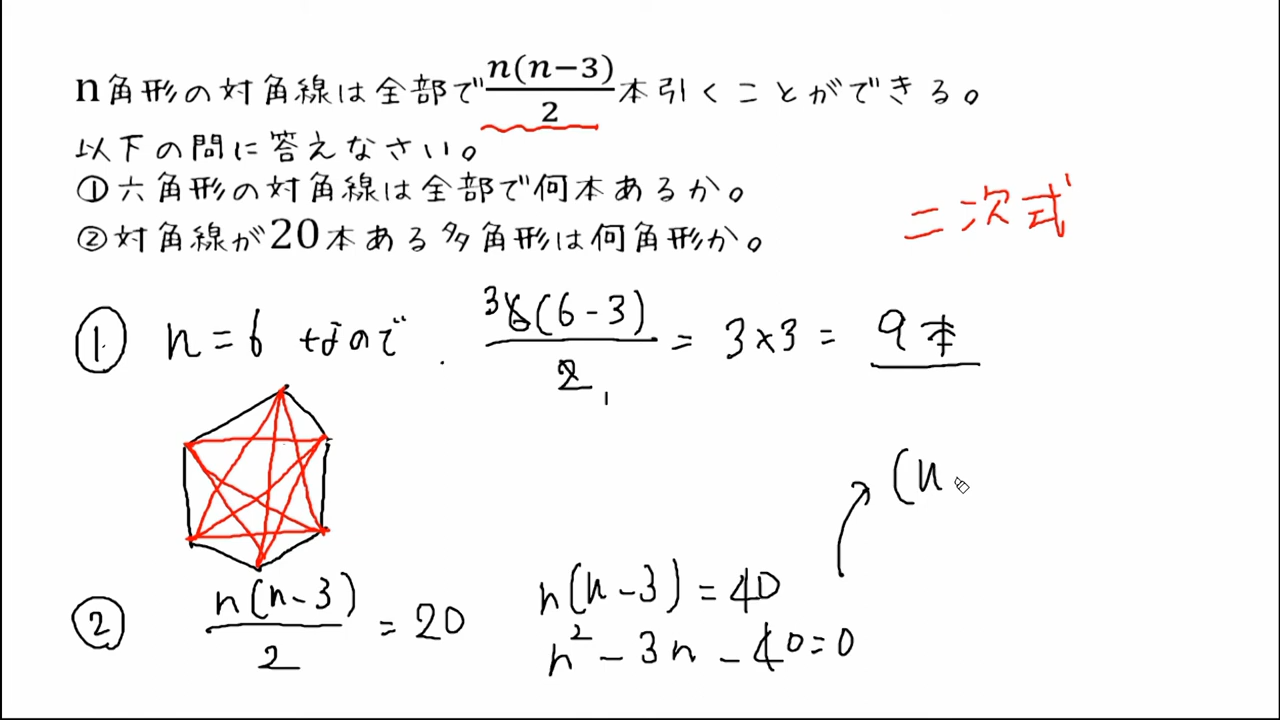 n角形の対角線は全部でn(n−3)/2本引くことができる。
以下の問に答えなさい。
①六角形の対角線は全部で何本あるか。
②対角線が20本ある多角形は何角形か。
二次式
① n=6 なので 3 6(6-3)/2 1 = 3×3 = 9本
(n
② n(n-3)/2 = 20
n(n-3)=40
n²-3n-40=0